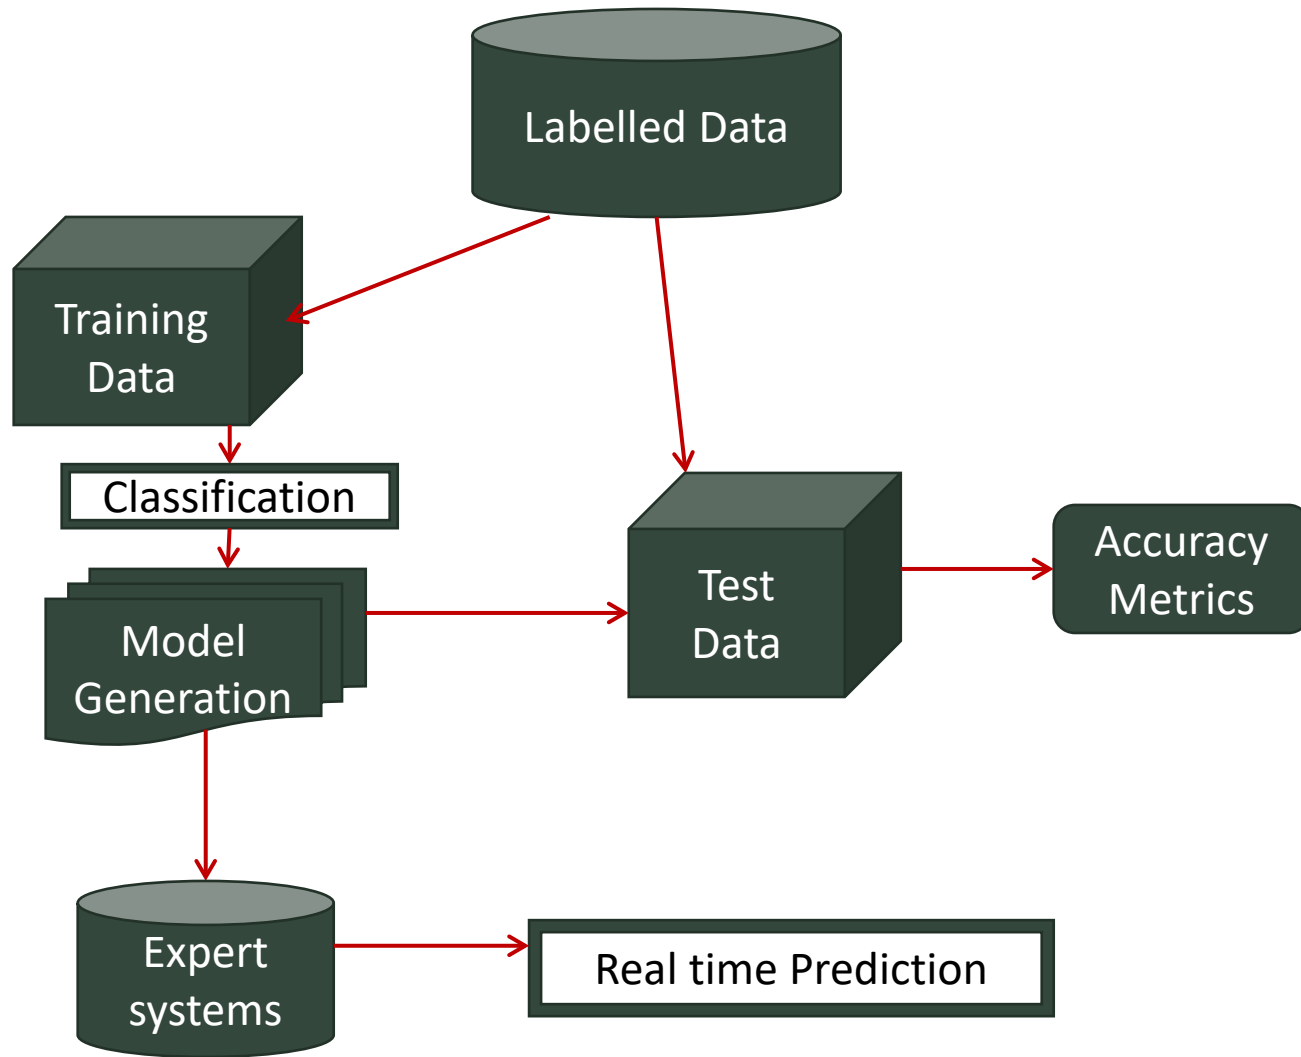 Labelled Data
Training
Data
Classification
Model
Generation
Test
Data
Accuracy
Metrics
Expert
systems
Real time Prediction